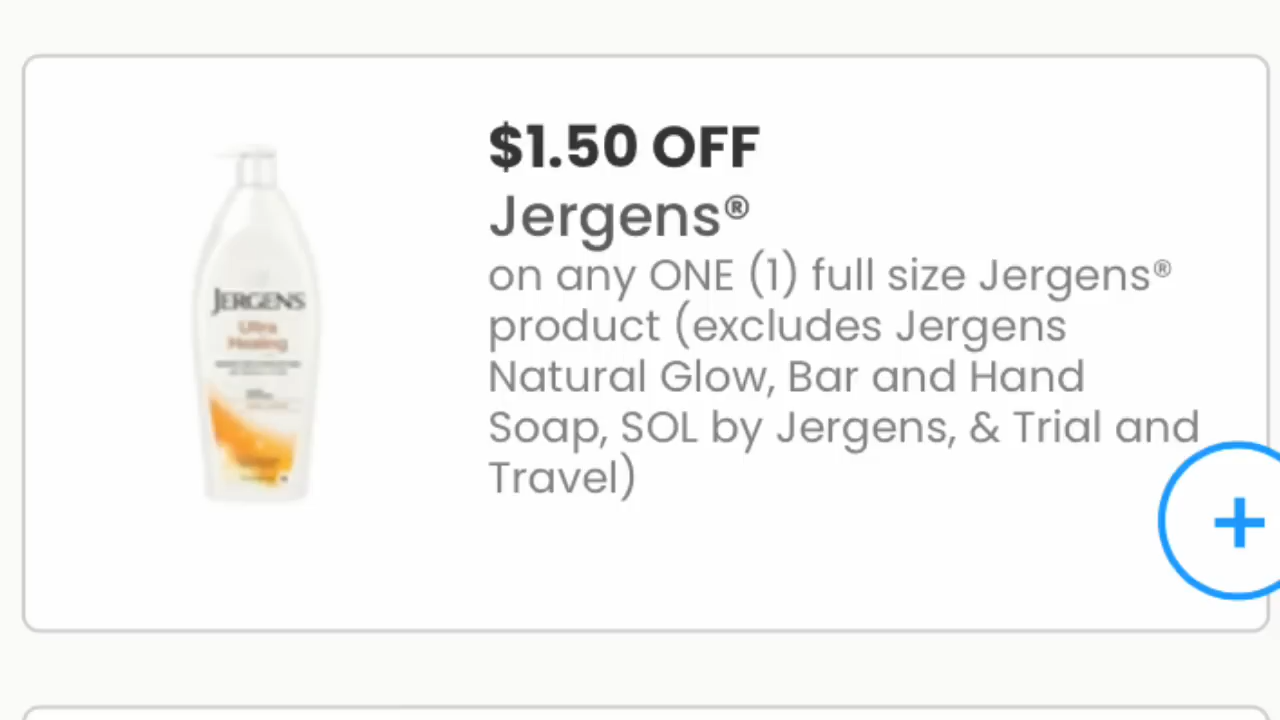 $1.50 OFF
Jergens®
on any ONE (1) full size Jergens®
product (excludes Jergens
Natural Glow, Bar and Hand
Soap, SOL by Jergens, & Trial and
Travel)
+
JERGENS
Ultra
Healing